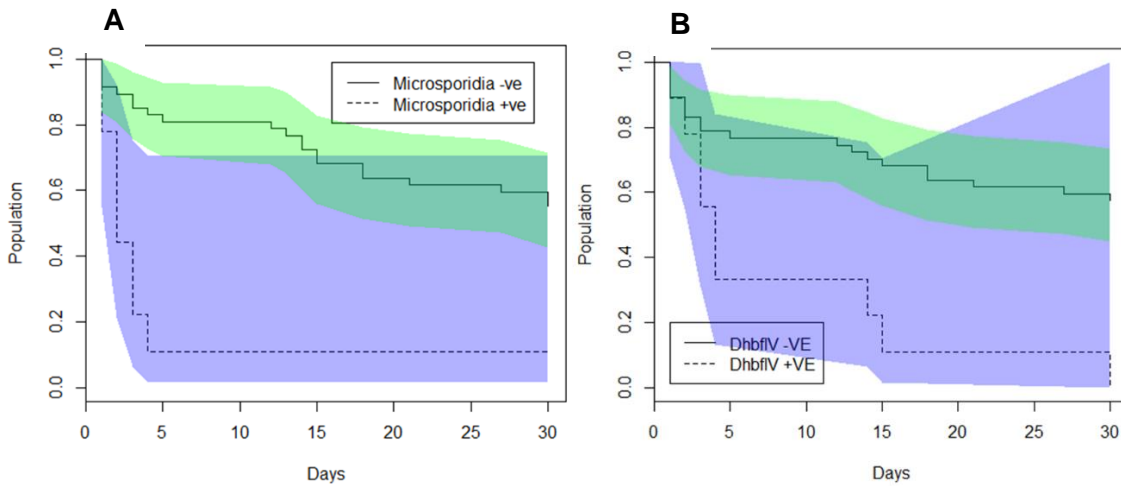 A
Population
1.0
0.8
0.6
0.4
0.2
0.0
Microsporidia -ve
Microsporidia +ve
0 5 10 15 20 25 30
Days
B
Population
1.0
0.8
0.6
0.4
0.2
0.0
DhbflV -VE
DhbflV +VE
0 5 10 15 20 25 30
Days